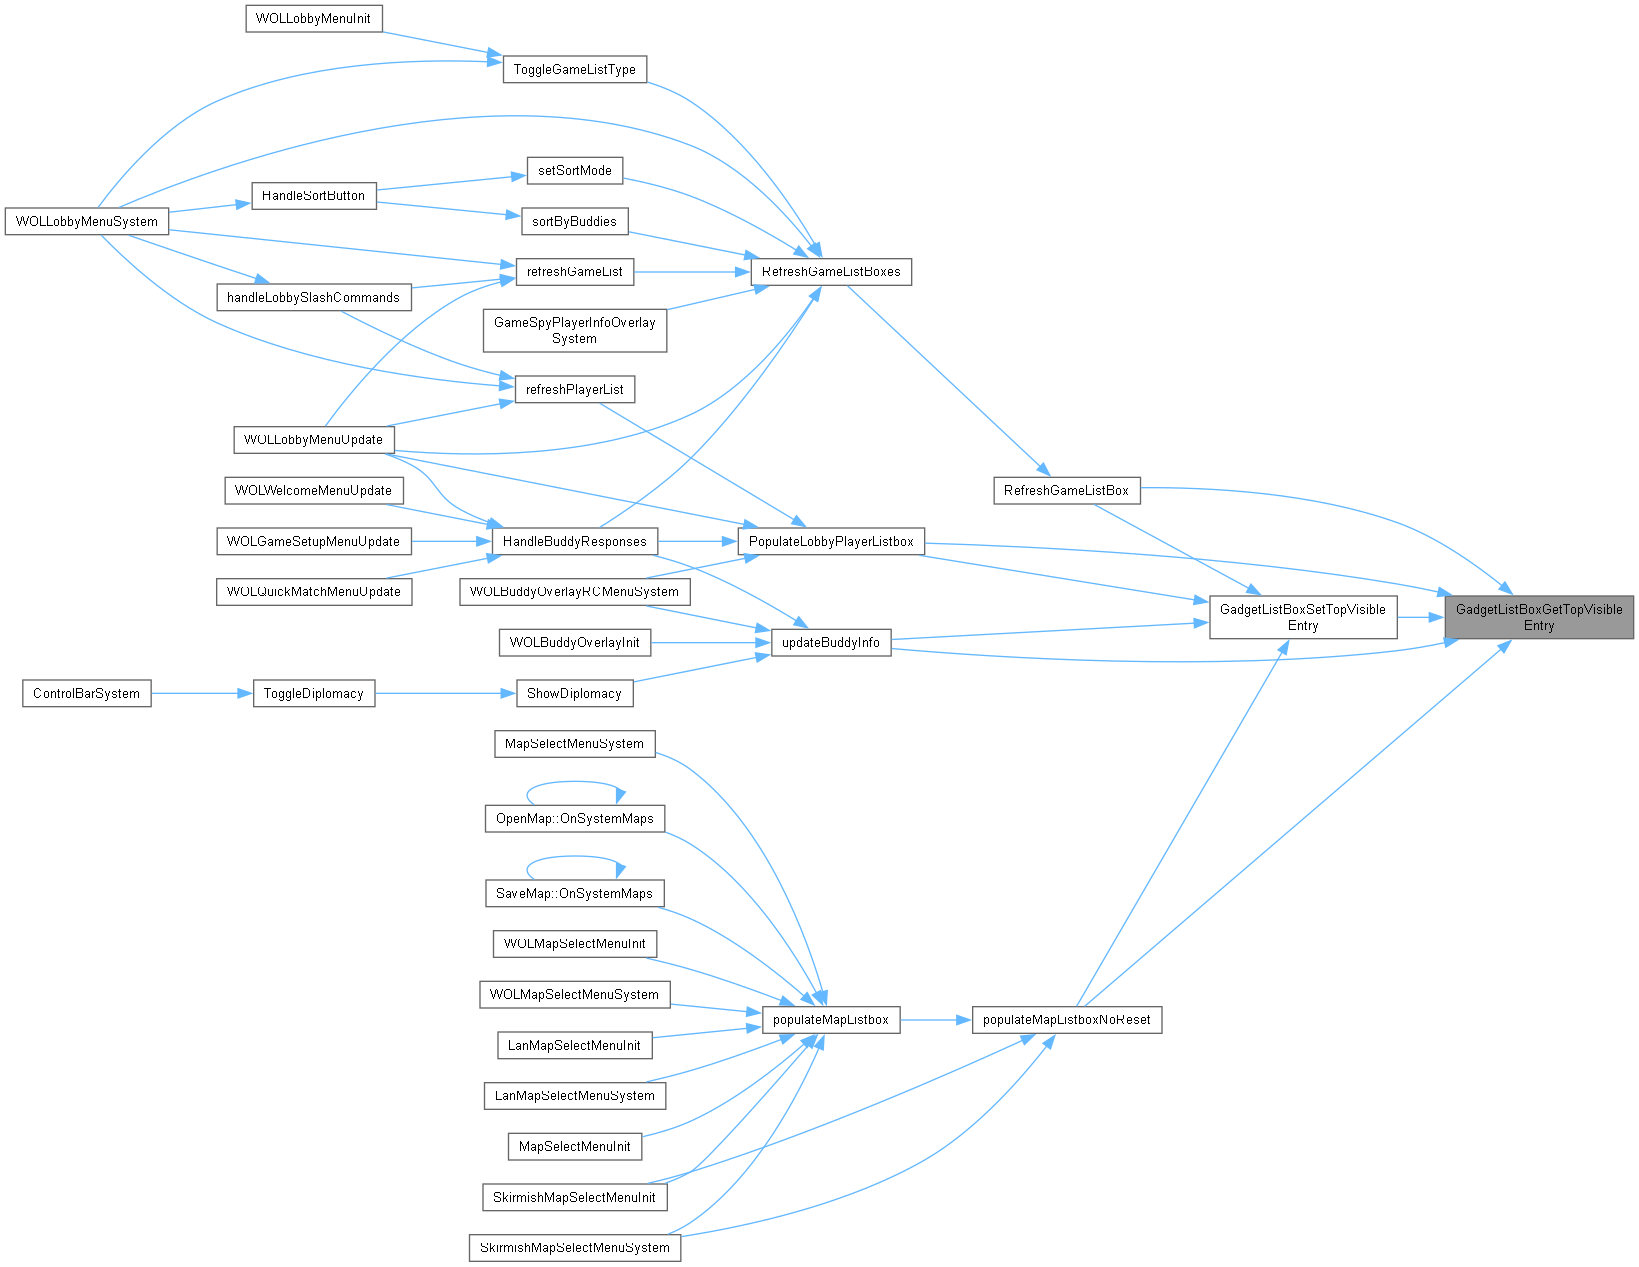 WOLLobbyMenuInit
ToggleGameListType
setSortMode
HandleSortButton
WOLLobbyMenuSystem
sortByBuddies
refreshGameList
RefreshGameListBoxes
handleLobbySlashCommands
GameSpyPlayerInfoOverlay
System
refreshPlayerList
WOLLobbyMenuUpdate
WOLWelcomeMenuUpdate
RefreshGameListBox
WOLGameSetupMenuUpdate
HandleBuddyResponses
PopulateLobbyPlayerListbox
WOLQuickMatchMenuUpdate
WOLBuddyOverlayRCMenuSystem
GadgetListBoxSetTopVisible
Entry
GadgetListBoxGetTopVisible
Entry
WOLBuddyOverlayInit
updateBuddyInfo
ControlBarSystem
ToggleDiplomacy
ShowDiplomacy
MapSelectMenuSystem
OpenMap::OnSystemMaps
SaveMap::OnSystemMaps
WOLMapSelectMenuInit
WOLMapSelectMenuSystem
populateMapListbox
populateMapListboxNoReset
LanMapSelectMenuInit
LanMapSelectMenuSystem
MapSelectMenuInit
SkirmishMapSelectMenuInit
SkirmishMapSelectMenuSystem